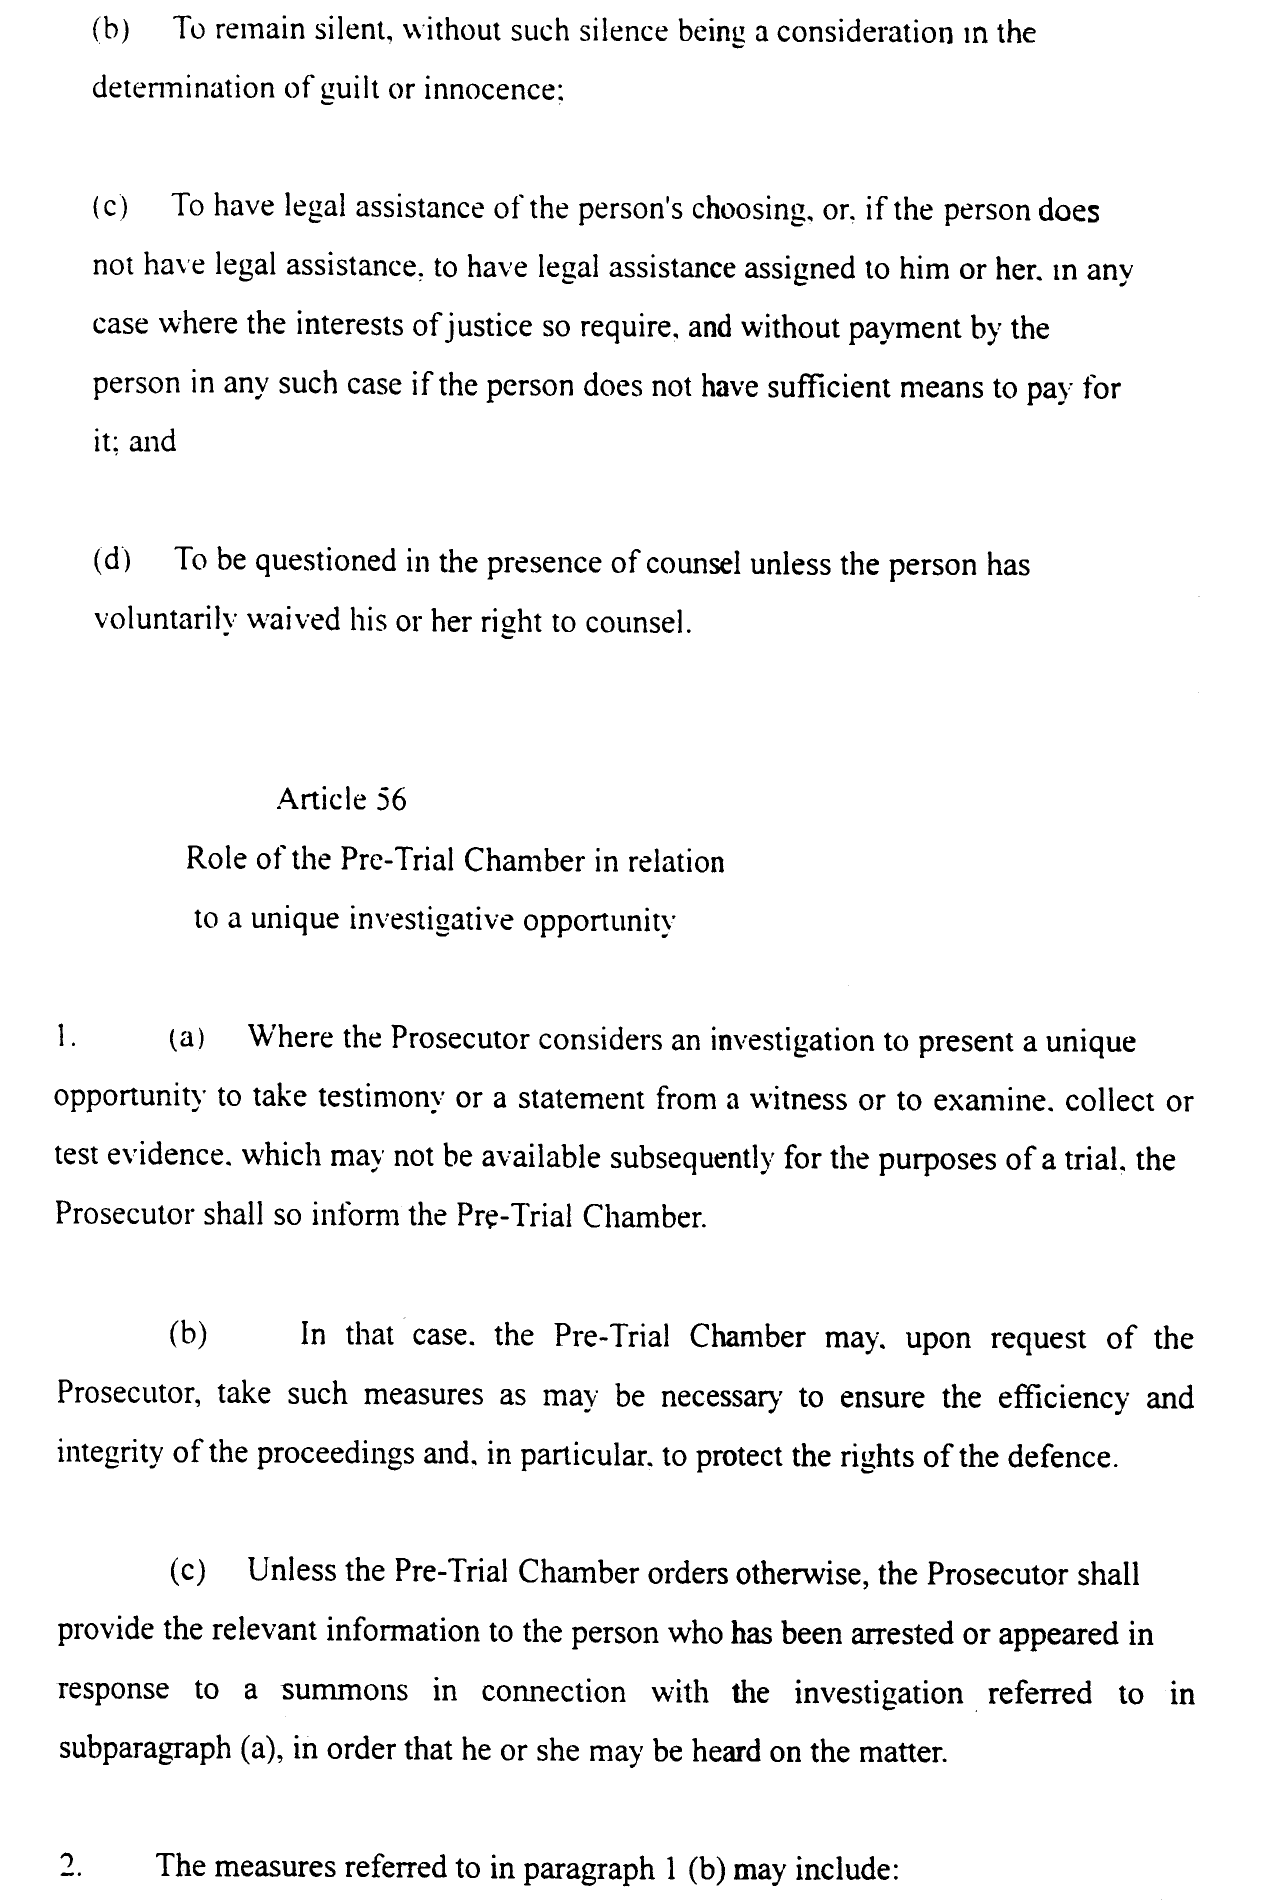 (b) To remain silent, without such silence being a consideration in the
determination of guilt or innocence;
(c) To have legal assistance of the person's choosing, or, if the person does
not have legal assistance, to have legal assistance assigned to him or her, in any
case where the interests of justice so require, and without payment by the
person in any such case if the person does not have sufficient means to pay for
it; and
(d) To be questioned in the presence of counsel unless the person has
voluntarily waived his or her right to counsel.
Article 56
Role of the Pre-Trial Chamber in relation
to a unique investigative opportunity
1. (a) Where the Prosecutor considers an investigation to present a unique
opportunity to take testimony or a statement from a witness or to examine, collect or
test evidence, which may not be available subsequently for the purposes of a trial, the
Prosecutor shall so inform the Pre-Trial Chamber.
(b) In that case, the Pre-Trial Chamber may, upon request of the
Prosecutor, take such measures as may be necessary to ensure the efficiency and
integrity of the proceedings and, in particular, to protect the rights of the defence.
(c) Unless the Pre-Trial Chamber orders otherwise, the Prosecutor shall
provide the relevant information to the person who has been arrested or appeared in
response to a summons in connection with the investigation referred to in
subparagraph (a), in order that he or she may be heard on the matter.
2. The measures referred to in paragraph 1 (b) may include: